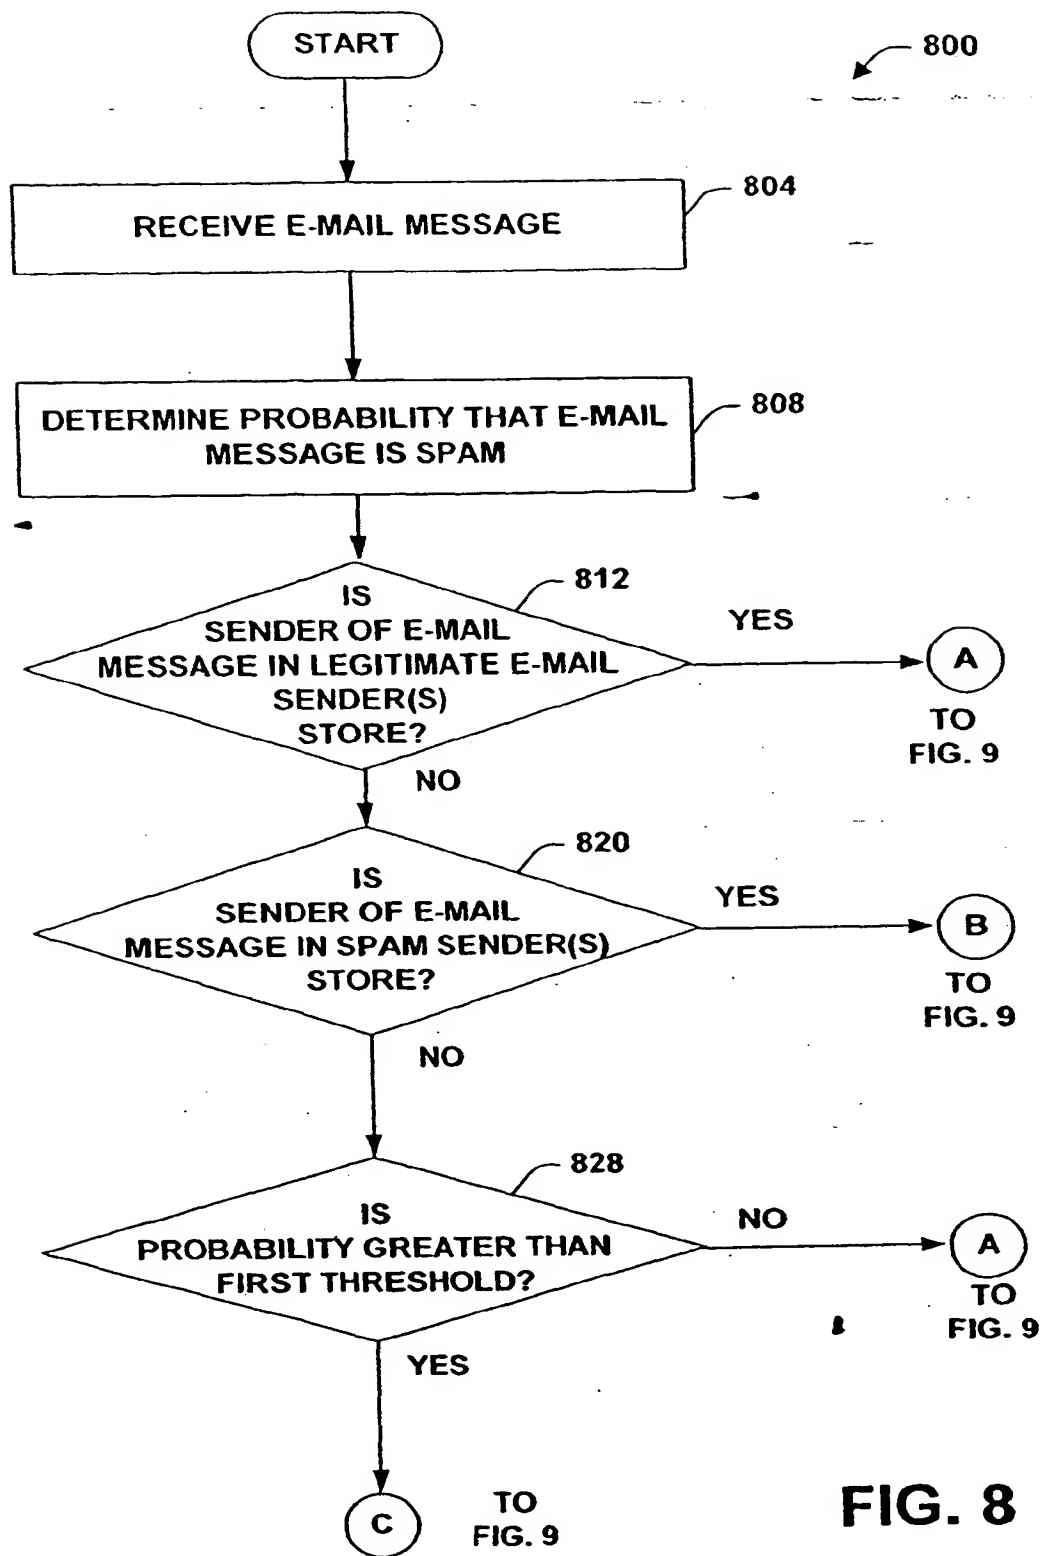 START
800
804
RECEIVE E-MAIL MESSAGE
808
DETERMINE PROBABILITY THAT E-MAIL
MESSAGE IS SPAM
812
IS
SENDER OF E-MAIL
MESSAGE IN LEGITIMATE E-MAIL
SENDER(S)
STORE?
YES
A
TO
FIG. 9
NO
820
IS
SENDER OF E-MAIL
MESSAGE IN SPAM SENDER(S)
STORE?
YES
B
TO
FIG. 9
NO
828
IS
PROBABILITY GREATER THAN
FIRST THRESHOLD?
NO
A
TO
FIG. 9
YES
C
TO
FIG. 9
FIG. 8